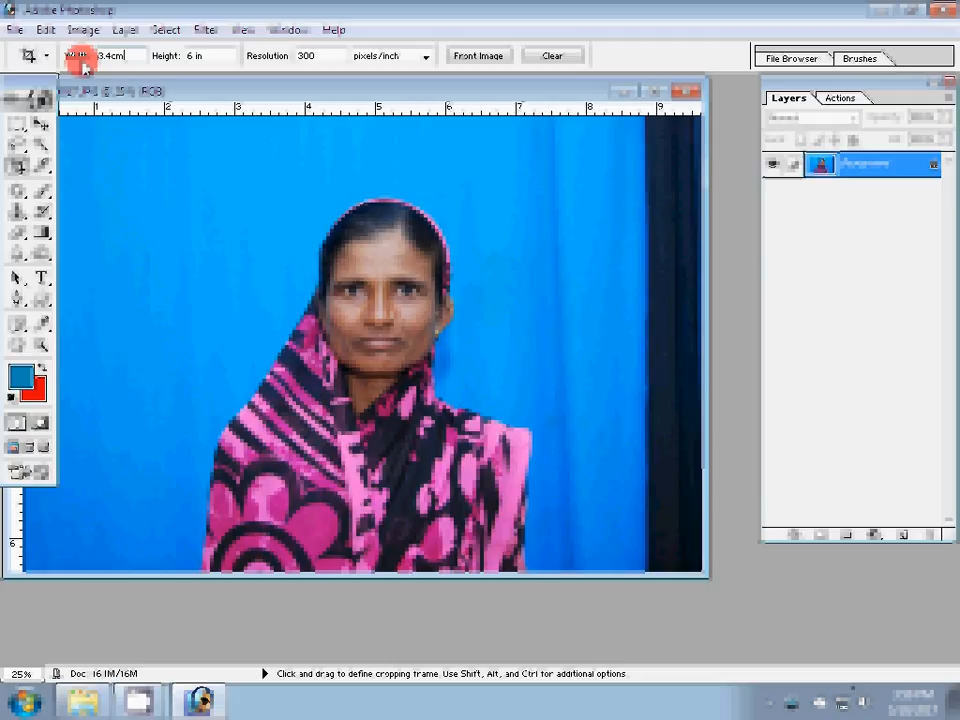 Adobe Photoshop
File Edit Image Layer Select Filter View Window Help
3.4cm Height: 6 in Resolution 300 pixels/inch Front Image Clear File Browser Brushes
25% RGB
1 2 3 4 5 6 7 8 9
Layers Actions
6
25% Doc 16.1M/16M Click and drag to define cropping frame. Use Shift, Alt, and Ctrl for additional options.